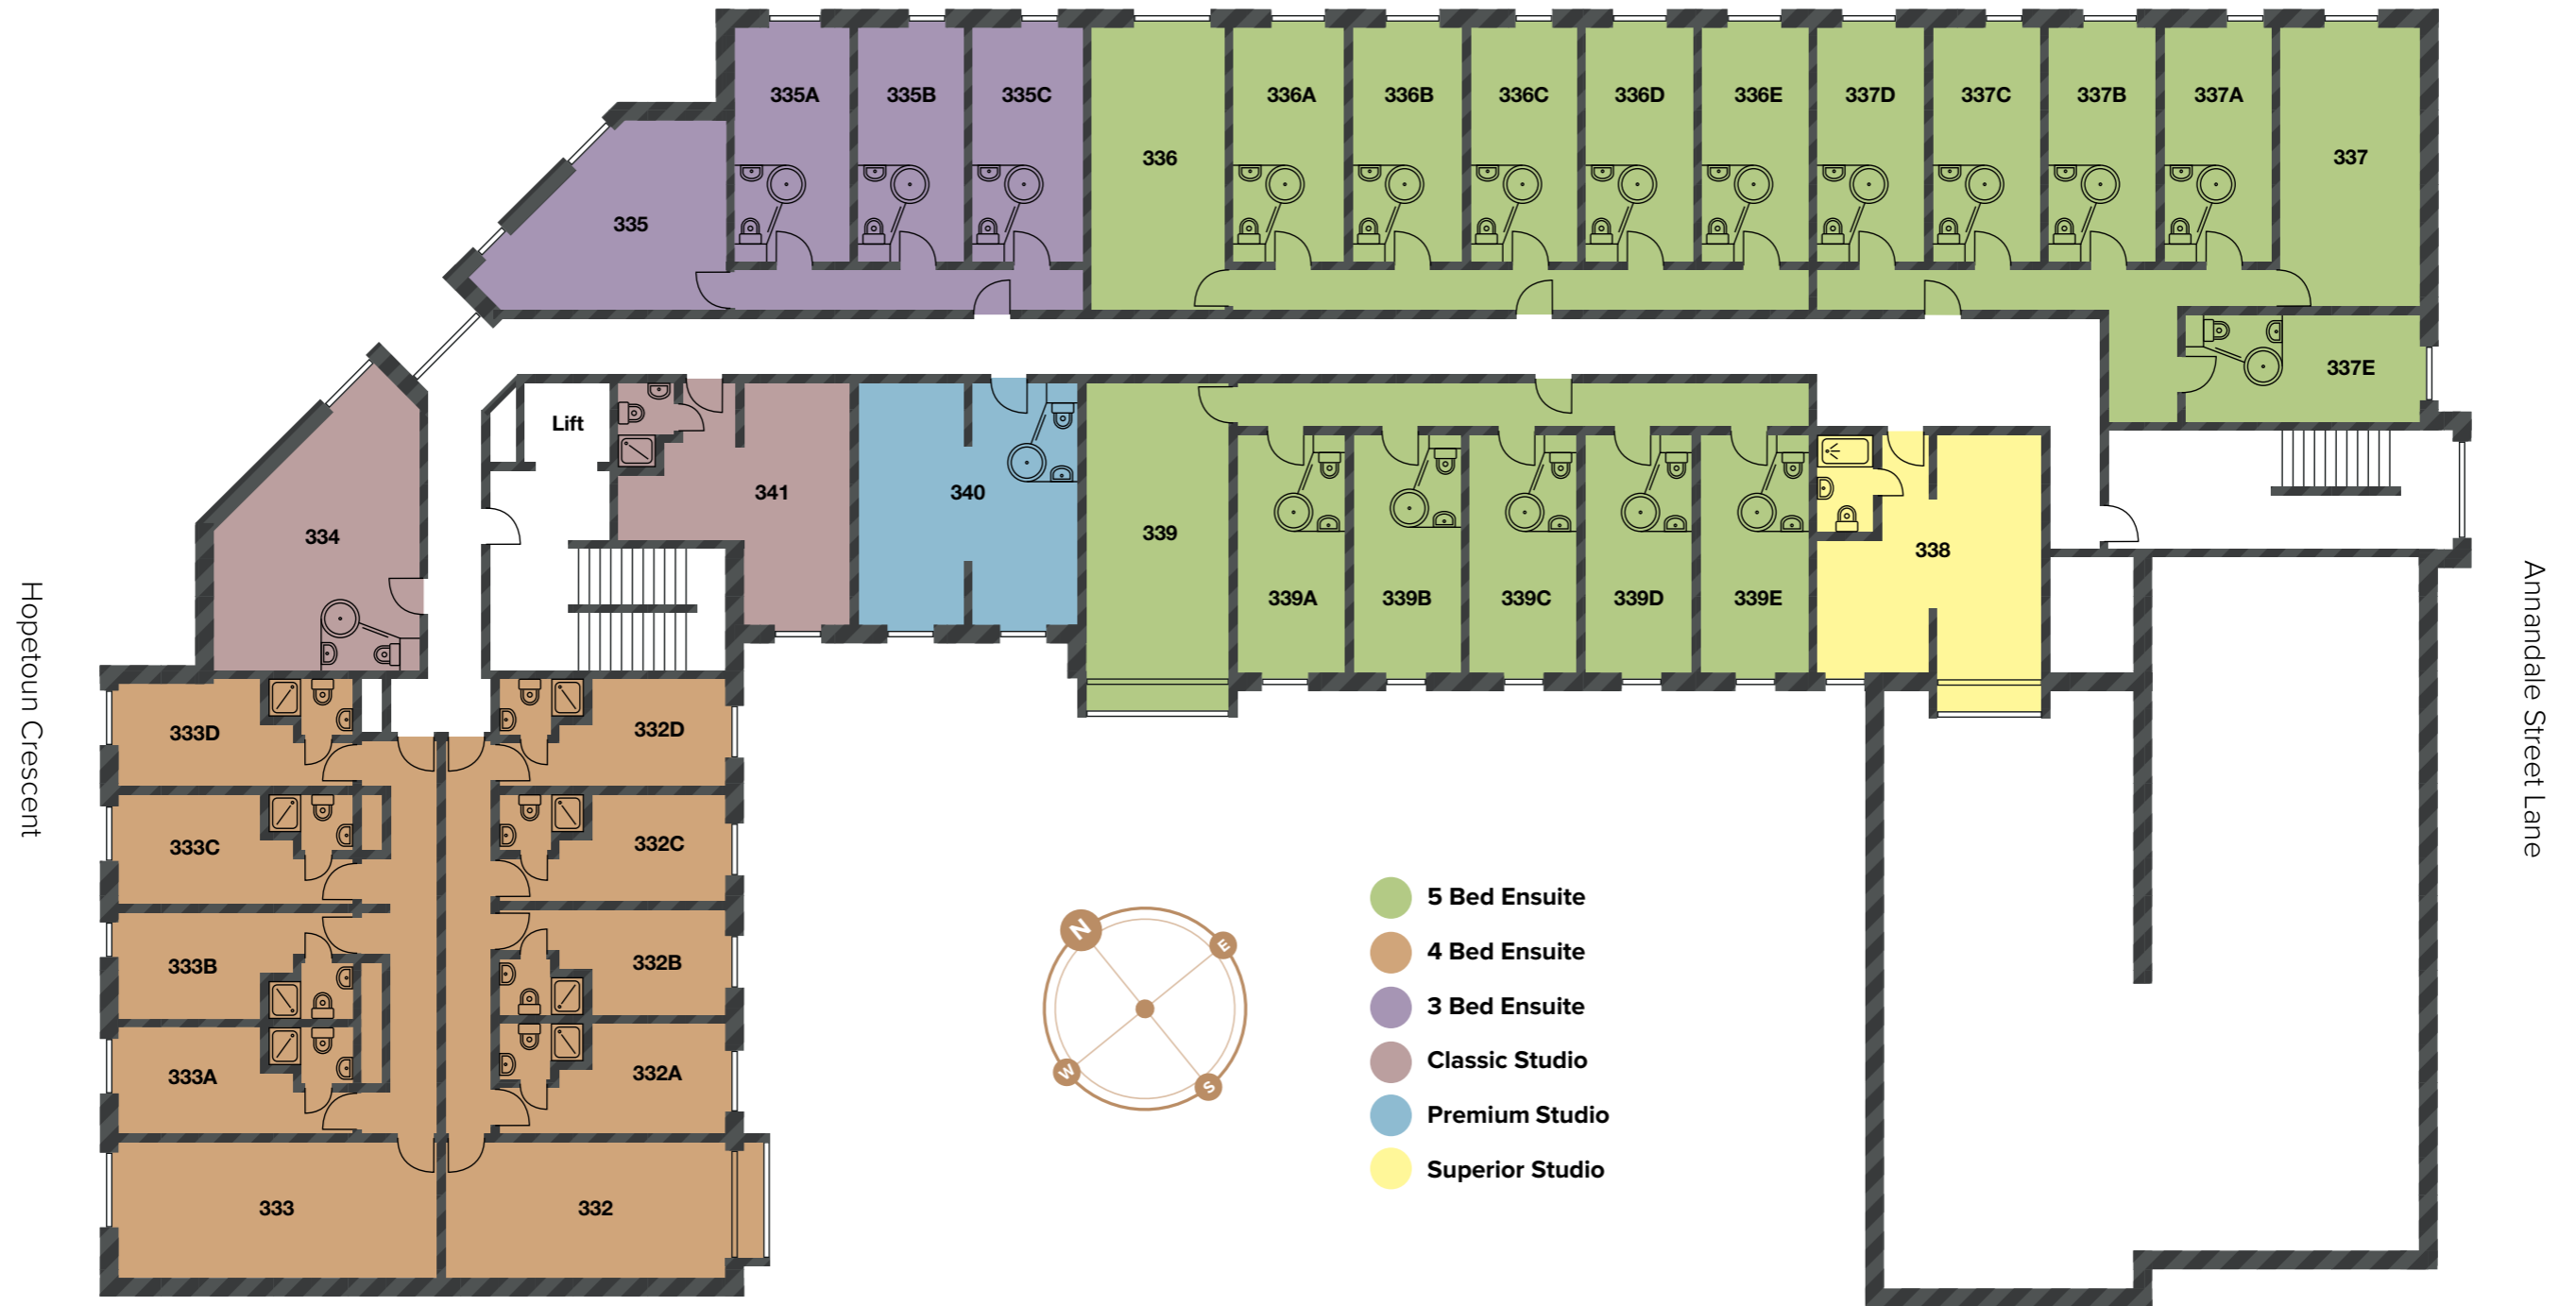 335A
335B
335C
336A
336B
336C
336D
336E
337D
337C
337B
337A
336
337
335
337E
Lift
341
340
339
334
338
339A
339B
339C
339D
339E
Hopetoun Crescent
Annandale Street Lane
333D
332D
333C
332C
333B
332B
333A
332A
333
332
N
E
W
S
5 Bed Ensuite
4 Bed Ensuite
3 Bed Ensuite
Classic Studio
Premium Studio
Superior Studio